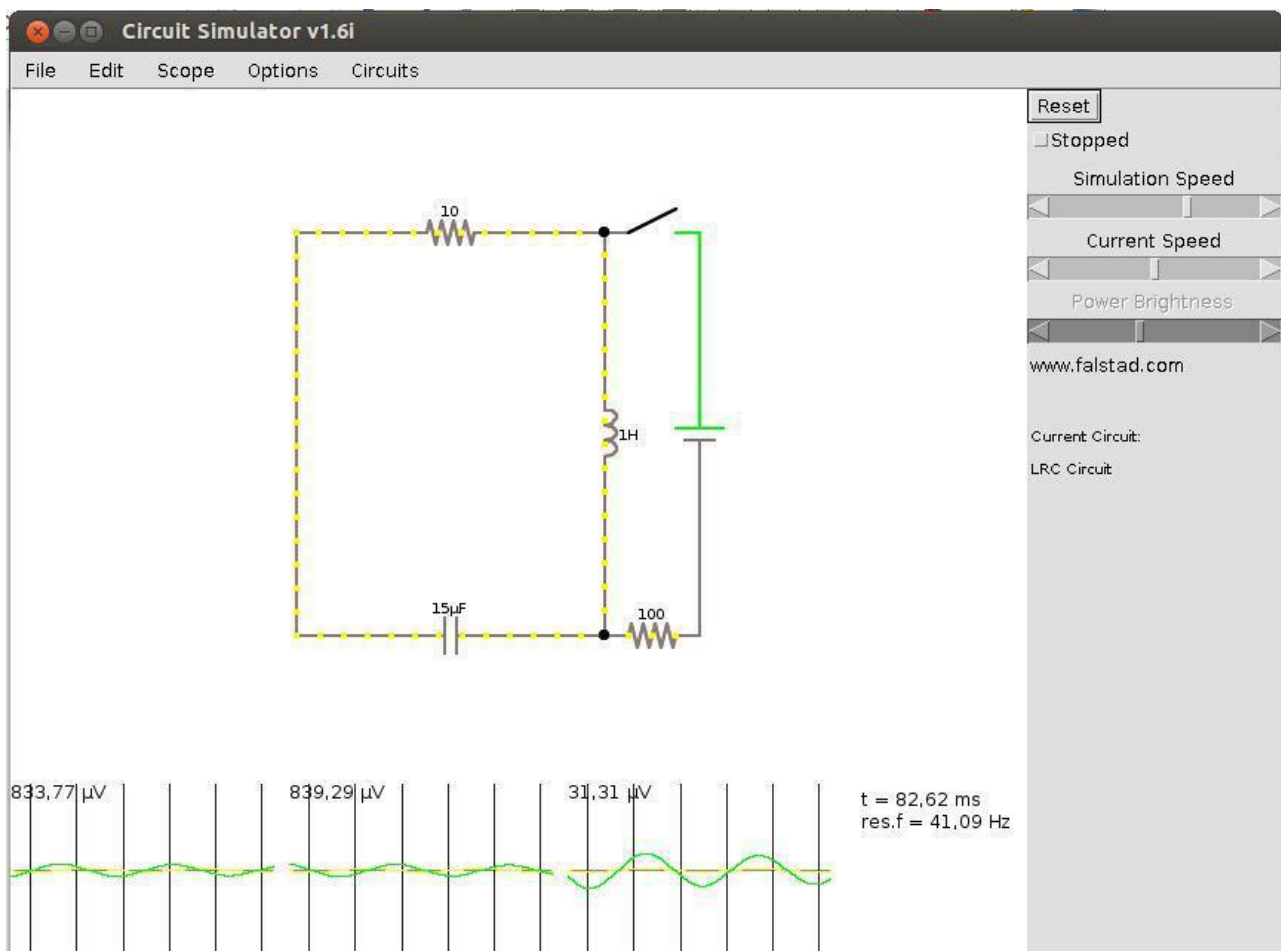 Circuit Simulator v1.6i
File Edit Scope Options Circuits
Reset
Stopped
Simulation Speed
Current Speed
Power Brightness
www.falstad.com
Current Circuit:
LRC Circuit
10
1H
15µF
100
833,77 µV
839,29 µV
31,31 µV
t = 82,62 ms
res.f = 41,09 Hz